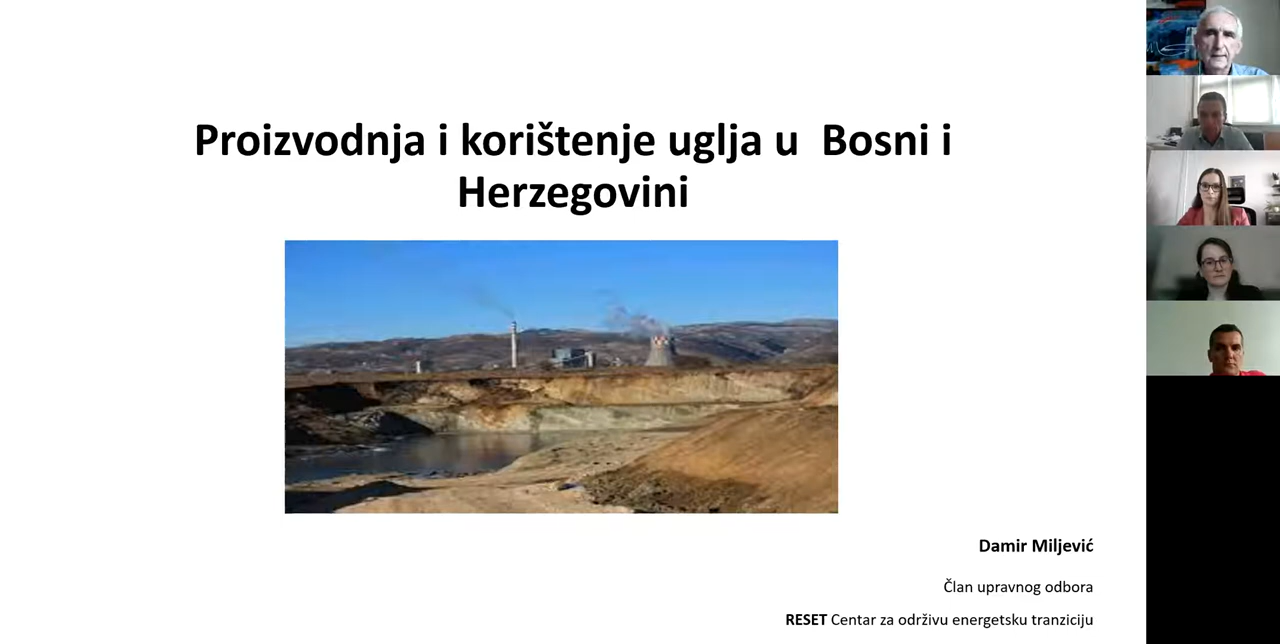 Proizvodnja i korištenje uglja u  Bosni i
Herzegovini
Damir Miljević
Član upravnog odbora
RESET Centar za održivu energetsku tranziciju